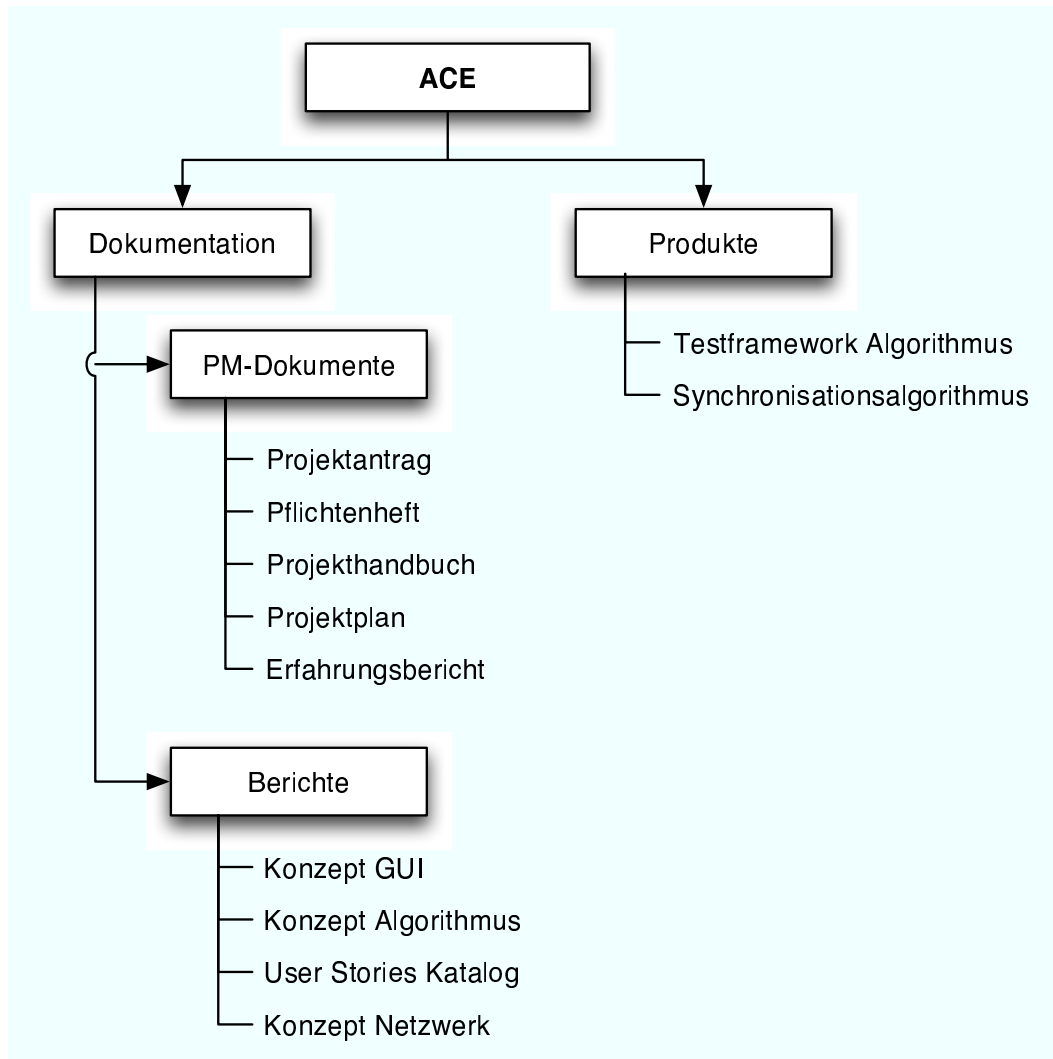 ACE
Dokumentation
Produkte
PM-Dokumente
Testframework Algorithmus
Synchronisationsalgorithmus
Projektantrag
Pflichtenheft
Projekthandbuch
Projektplan
Erfahrungsbericht
Berichte
Konzept GUI
Konzept Algorithmus
User Stories Katalog
Konzept Netzwerk